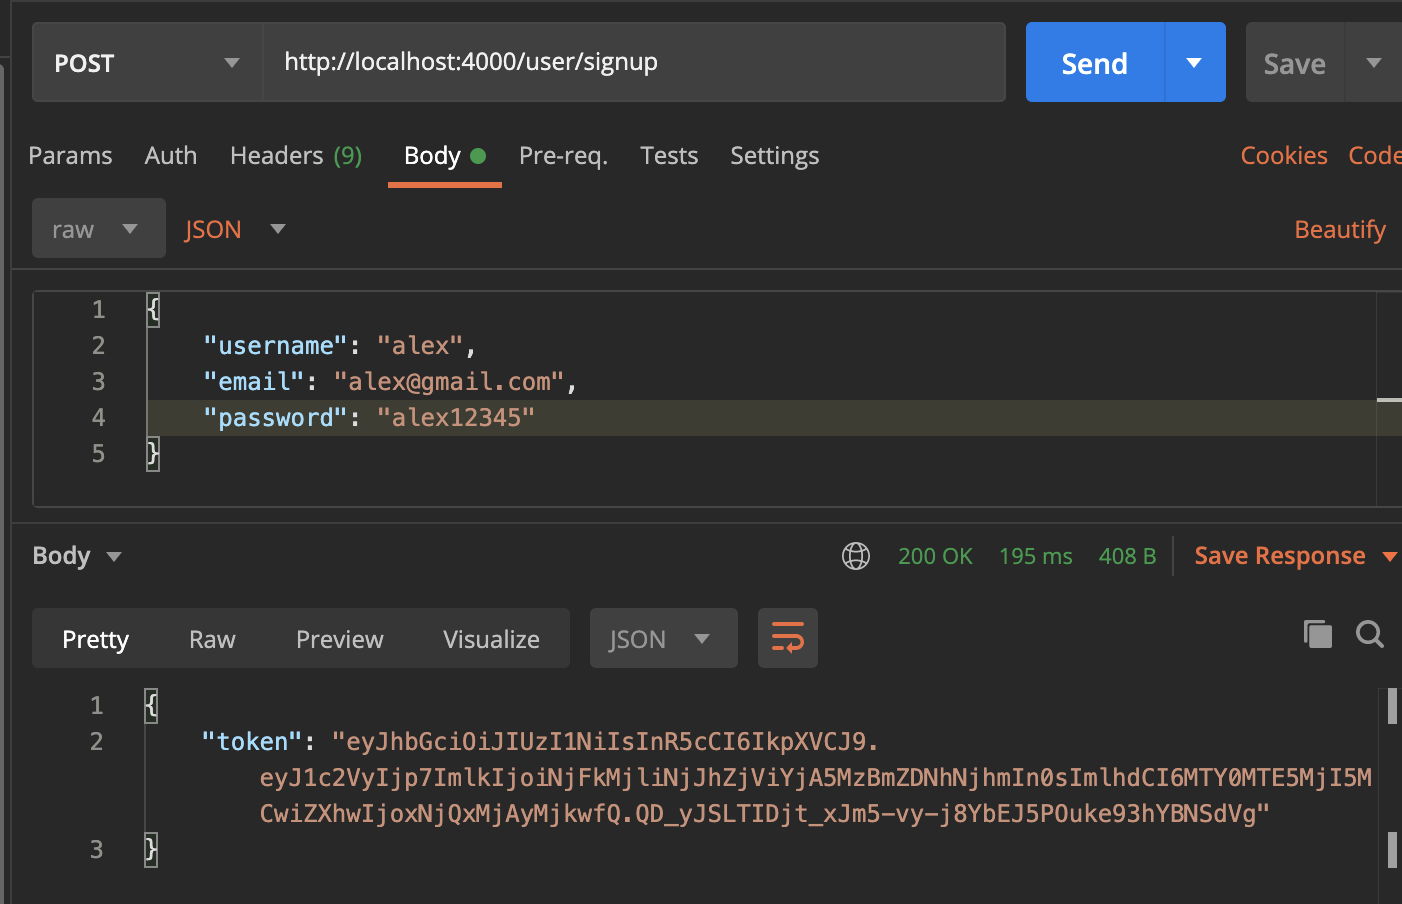 POST http://localhost:4000/user/signup Send Save
Params Auth Headers (9) Body Pre-req. Tests Settings Cookies Code
raw JSON Beautify
1 {
2 "username": "alex",
3 "email": "alex@gmail.com",
4 "password": "alex12345"
5 }
Body 200 OK 195 ms 408 B Save Response
Pretty Raw Preview Visualize JSON
1 {
2 "token": "eyJhbGciOiJIUzI1NiIsInR5cCI6IkpXVCJ9.
eyJ1c2VyIjp7ImlkIjoiNjFkMjliNjJhZjViYjA5MzBmZDNhNjhmIn0sImlhdCI6MTY0MTE5MjI5M
CwiZXhwIjoxNjQxMjAyMjkwfQ.QD_yJSLTIDjt_xJm5-vy-j8YbEJ5POuke93hYBNSdVg"
3 }